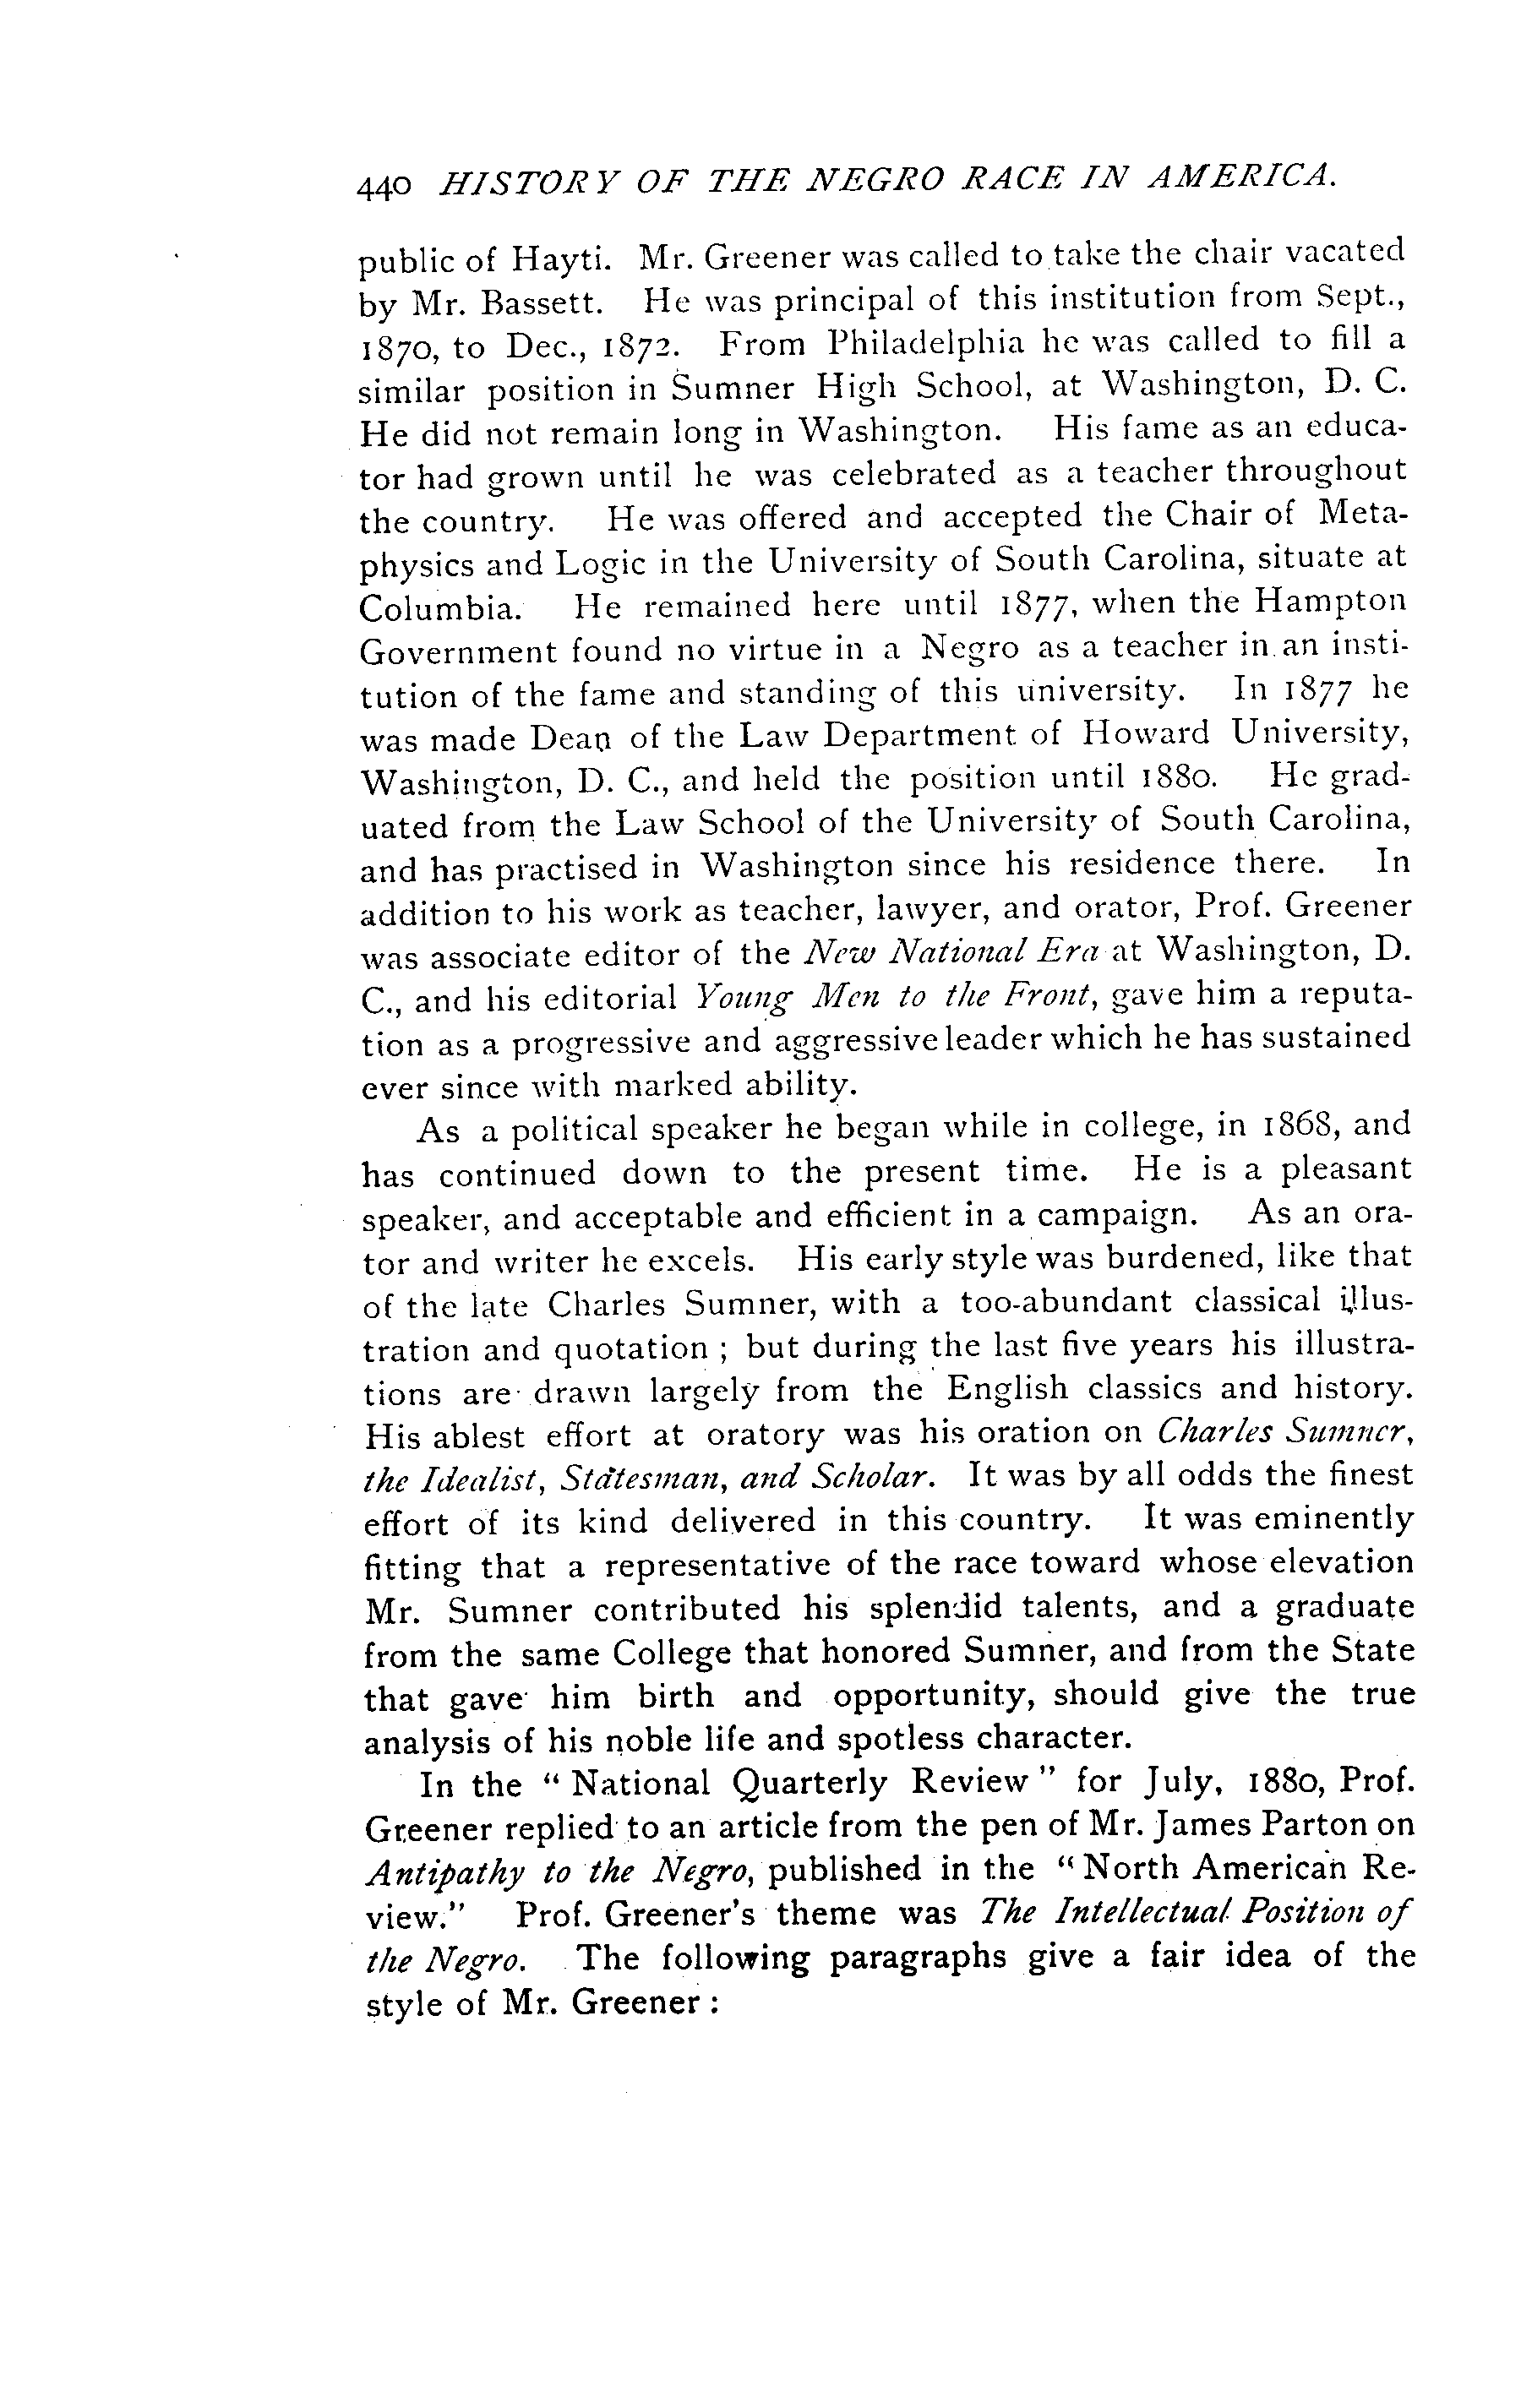 440 HISTORY OF THE NEGRO RACE IN AMERICA.
public of Hayti. Mr. Greener was called to take the chair vacated
by Mr. Bassett. He was principal of this institution from Sept.,
1870, to Dec., 1872. From Philadelphia he was called to fill a
similar position in Sumner High School, at Washington, D. C.
He did not remain long in Washington. His fame as an educa-
tor had grown until he was celebrated as a teacher throughout
the country. He was offered and accepted the Chair of Meta-
physics and Logic in the University of South Carolina, situate at
Columbia. He remained here until 1877, when the Hampton
Government found no virtue in a Negro as a teacher in an insti-
tution of the fame and standing of this university. In 1877 he
was made Dean of the Law Department of Howard University,
Washington, D. C., and held the position until 1880. He grad-
uated from the Law School of the University of South Carolina,
and has practised in Washington since his residence there. In
addition to his work as teacher, lawyer, and orator, Prof. Greener
was associate editor of the New National Era at Washington, D.
C., and his editorial Young Men to the Front, gave him a reputa-
tion as a progressive and aggressive leader which he has sustained
ever since with marked ability.
As a political speaker he began while in college, in 1868, and
has continued down to the present time. He is a pleasant
speaker, and acceptable and efficient in a campaign. As an ora-
tor and writer he excels. His early style was burdened, like that
of the late Charles Sumner, with a too-abundant classical illus-
tration and quotation ; but during the last five years his illustra-
tions are drawn largely from the English classics and history.
His ablest effort at oratory was his oration on Charles Sumner,
the Idealist, Statesman, and Scholar. It was by all odds the finest
effort of its kind delivered in this country. It was eminently
fitting that a representative of the race toward whose elevation
Mr. Sumner contributed his splendid talents, and a graduate
from the same College that honored Sumner, and from the State
that gave him birth and opportunity, should give the true
analysis of his noble life and spotless character.
In the " National Quarterly Review " for July, 1880, Prof.
Greener replied to an article from the pen of Mr. James Parton on
Antipathy to the Negro, published in the " North American Re-
view." Prof. Greener's theme was The Intellectual Position of
the Negro. The following paragraphs give a fair idea of the
style of Mr. Greener :